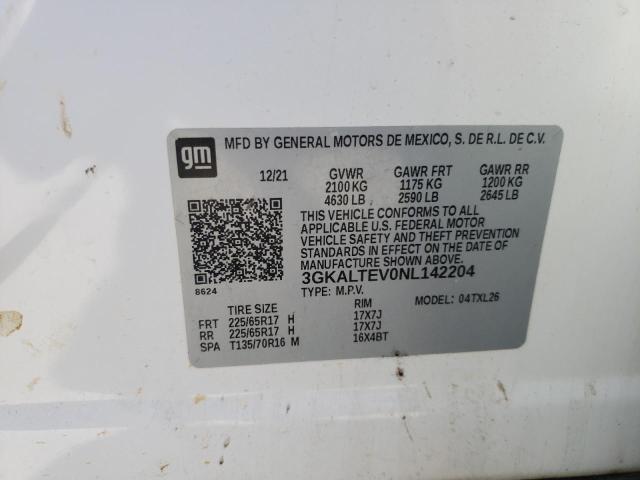 gm
MFD BY GENERAL MOTORS DE MEXICO, S. DE R.L. DE C.V.
12/21 GVWR GAWR FRT GAWR RR
2100 KG 1175 KG 1200 KG
4630 LB 2590 LB 2645 LB
THIS VEHICLE CONFORMS TO ALL
APPLICABLE U.S. FEDERAL MOTOR
VEHICLE SAFETY AND THEFT PREVENTION
STANDARDS IN EFFECT ON THE DATE OF
MANUFACTURE SHOWN ABOVE.
3GKALTEV0NL142204
8624 TYPE: M.P.V. MODEL: 04TXL26
TIRE SIZE RIM
FRT 225/65R17 H 17X7J
RR 225/65R17 H 17X7J
SPA T135/70R16 M 16X4BT